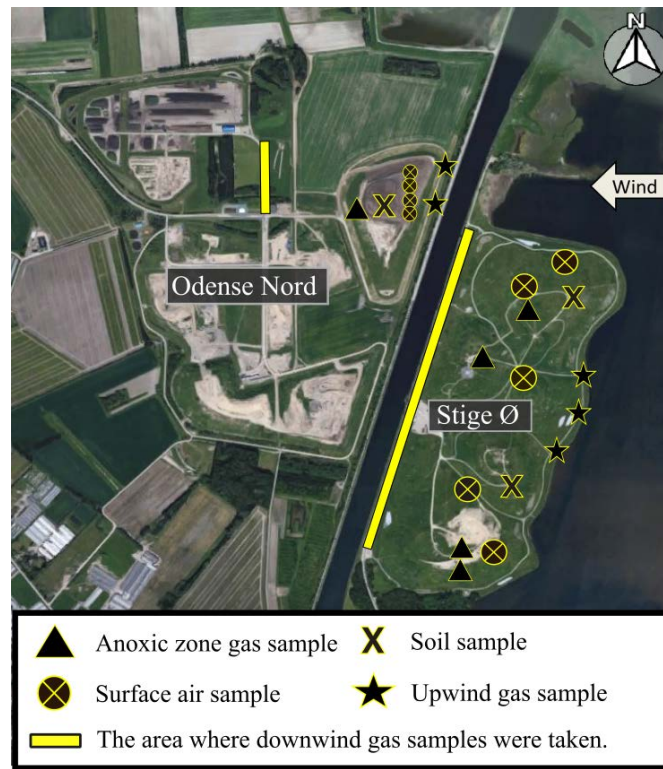 N
Wind
Odense Nord
Stige Ø
Anoxic zone gas sample
X Soil sample
Surface air sample
Upwind gas sample
The area where downwind gas samples were taken.